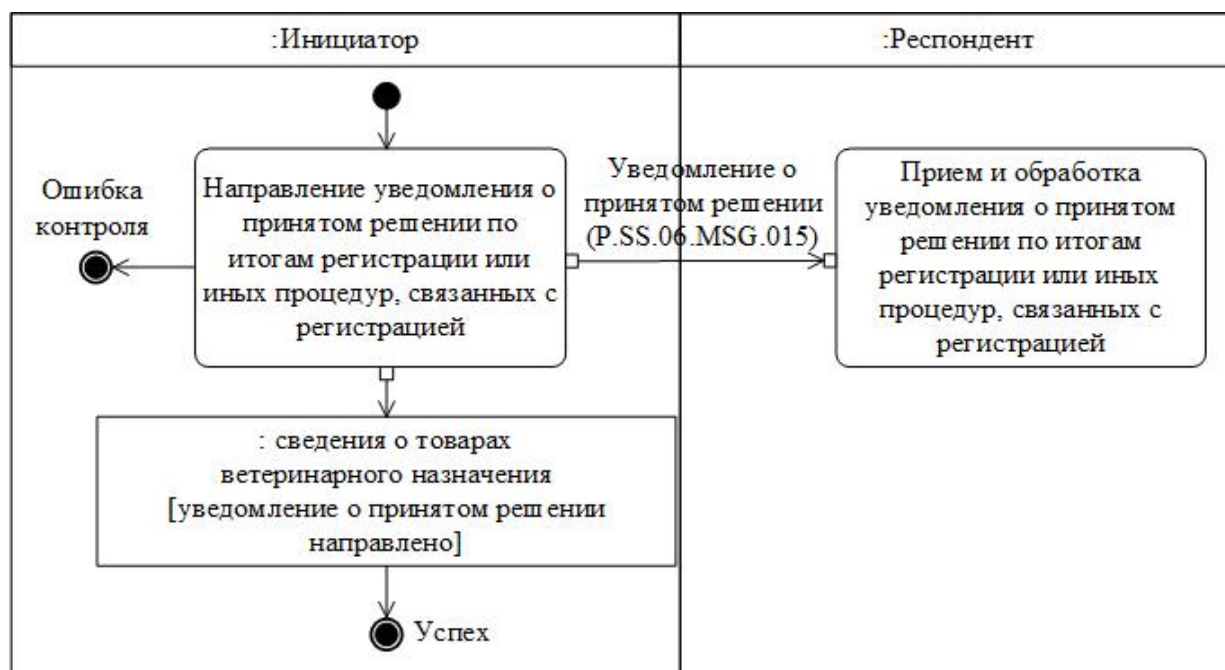 :Инициатор
:Респондент
Ошибка
контроля
Направление уведомления о
принятом решении по
итогам регистрации или
иных процедур, связанных с
регистрацией
Уведомление о
принятом решении
(P.SS.06.MSG.015)
Прием и обработка
уведомления о принятом
решении по итогам
регистрации или иных
процедур, связанных с
регистрацией
: сведения о товарах
ветеринарного назначения
[уведомление о принятом решении
направлено]
Успех